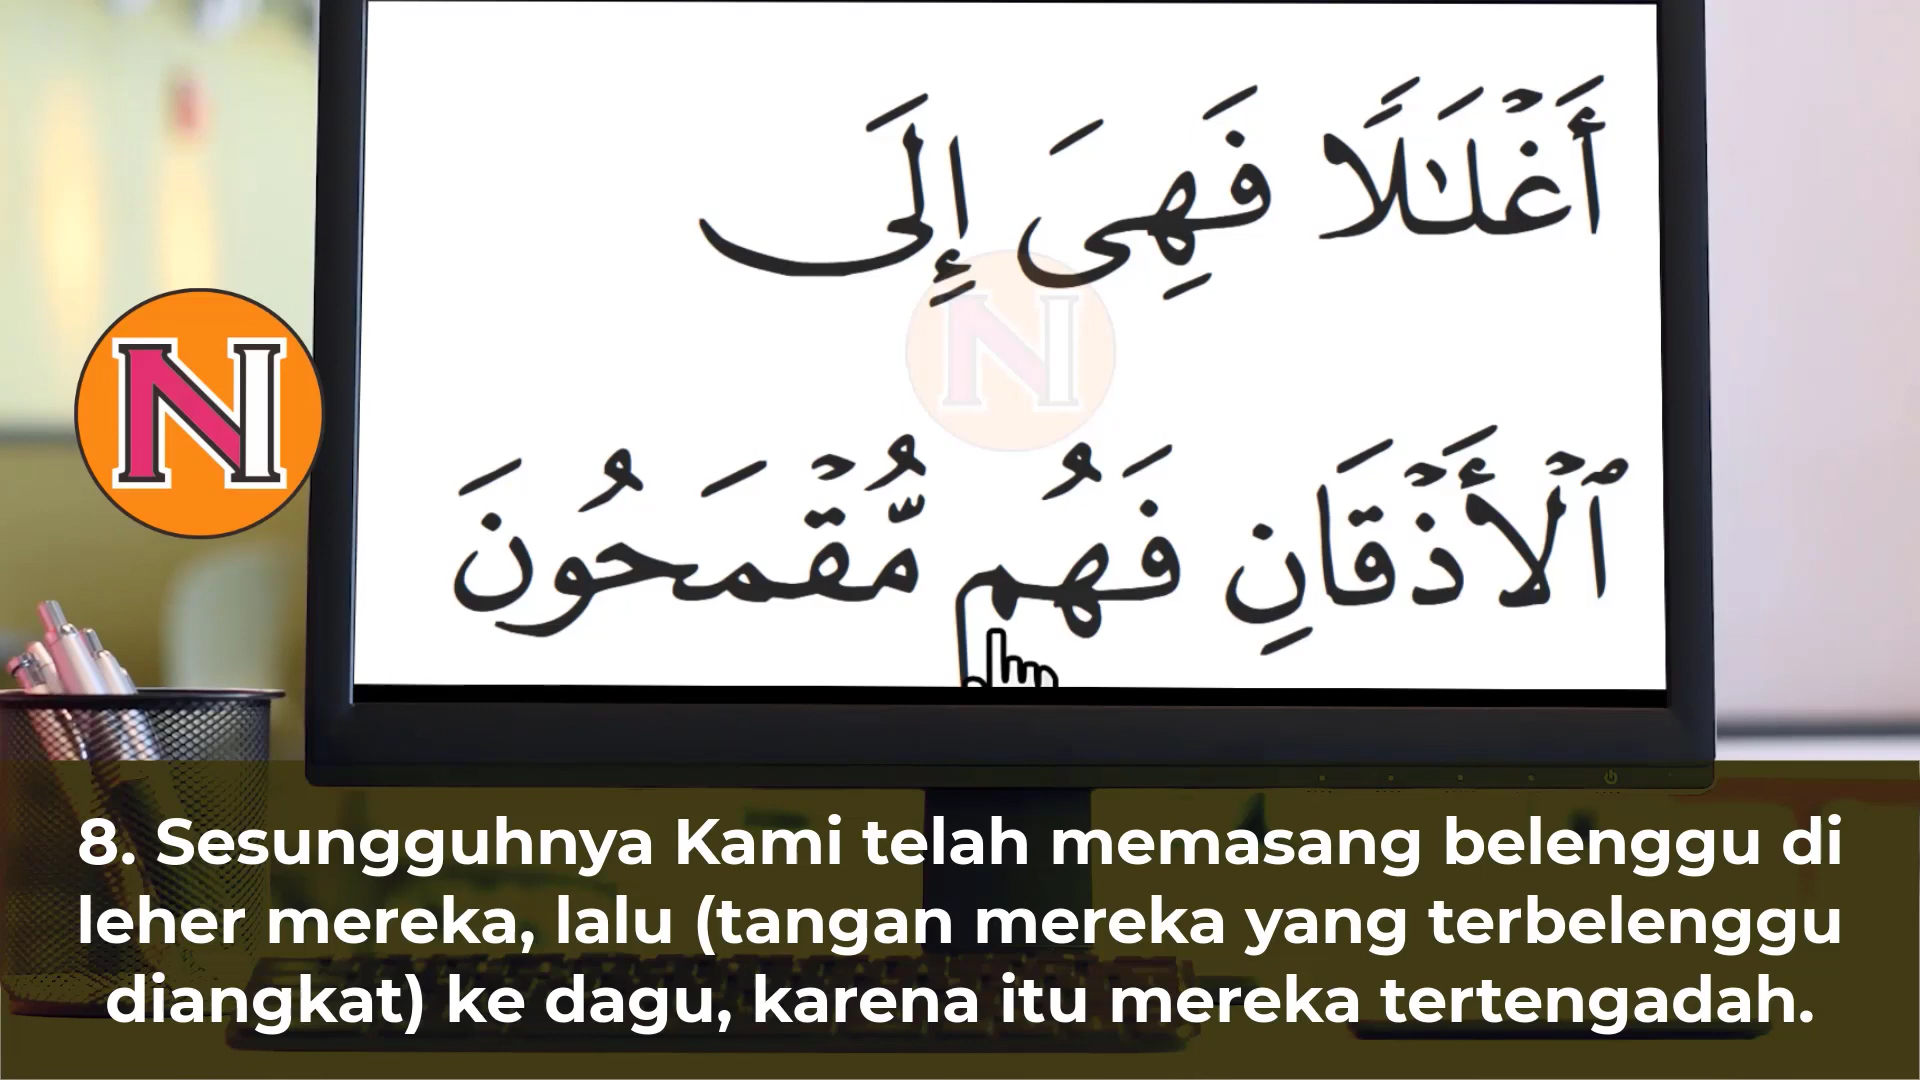 أَغْلَـٰلًا فَهِىَ إِلَى
ٱلْأَذْقَانِ فَهُم مُّقْمَحُونَ
N
N
8. Sesungguhnya Kami telah memasang belenggu di
leher mereka, lalu (tangan mereka yang terbelenggu
diangkat) ke dagu, karena itu mereka tertengadah.